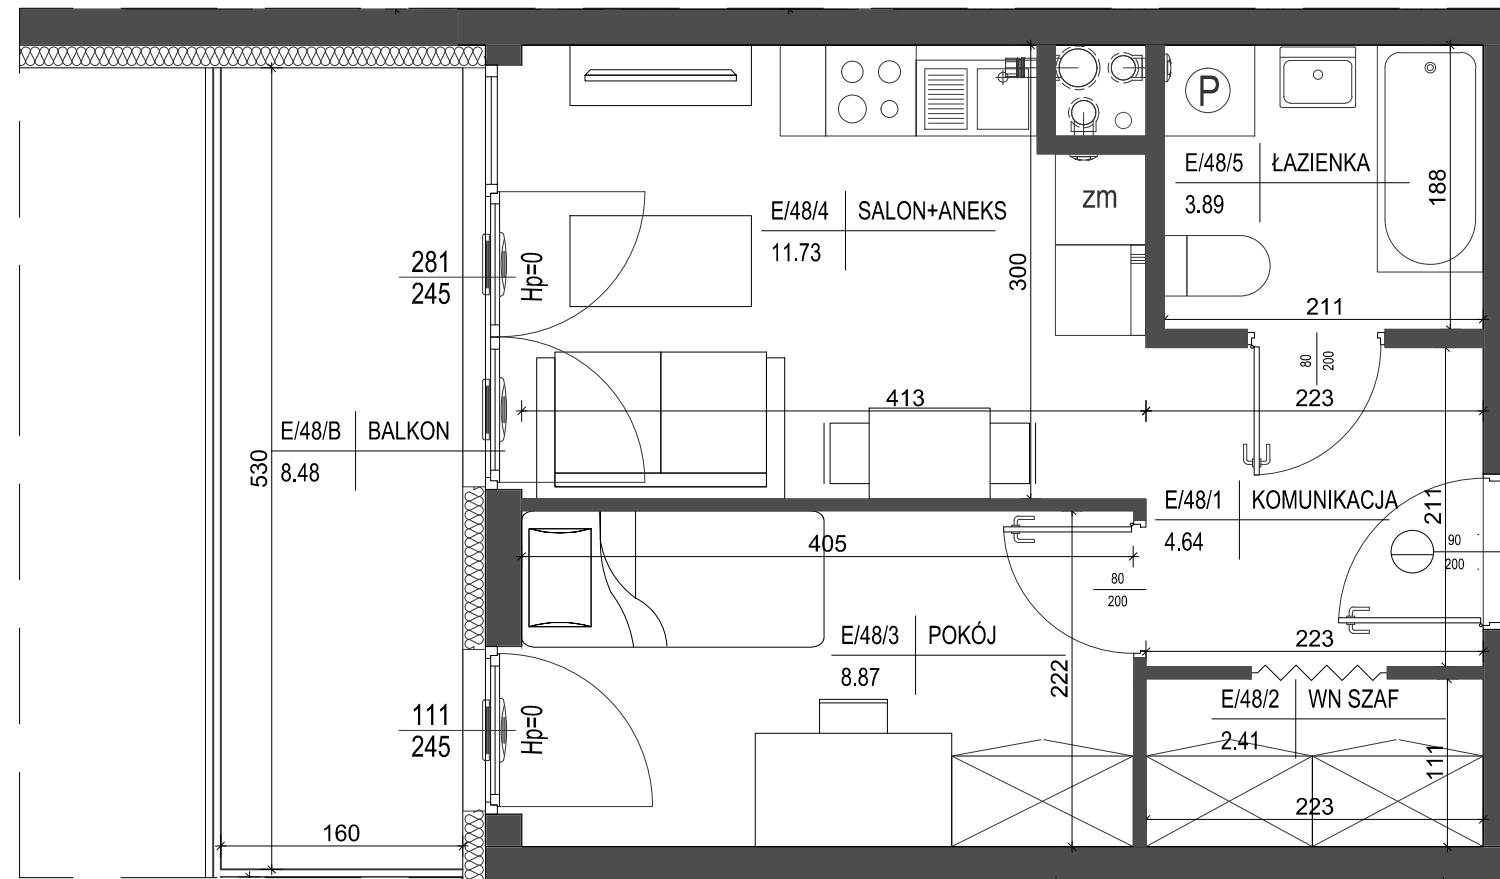 P
E/48/5 ŁAZIENKA
3.89
188
zm
E/48/4 SALON+ANEKS
11.73
281
245
Hp=0
300
211
80
200
413
223
E/48/B BALKON
8.48
530
E/48/1 KOMUNIKACJA
4.64
211
90
200
405
80
200
E/48/3 POKÓJ
8.87
222
223
E/48/2 WN SZAF
2.41
111
111
245
Hp=0
223
160